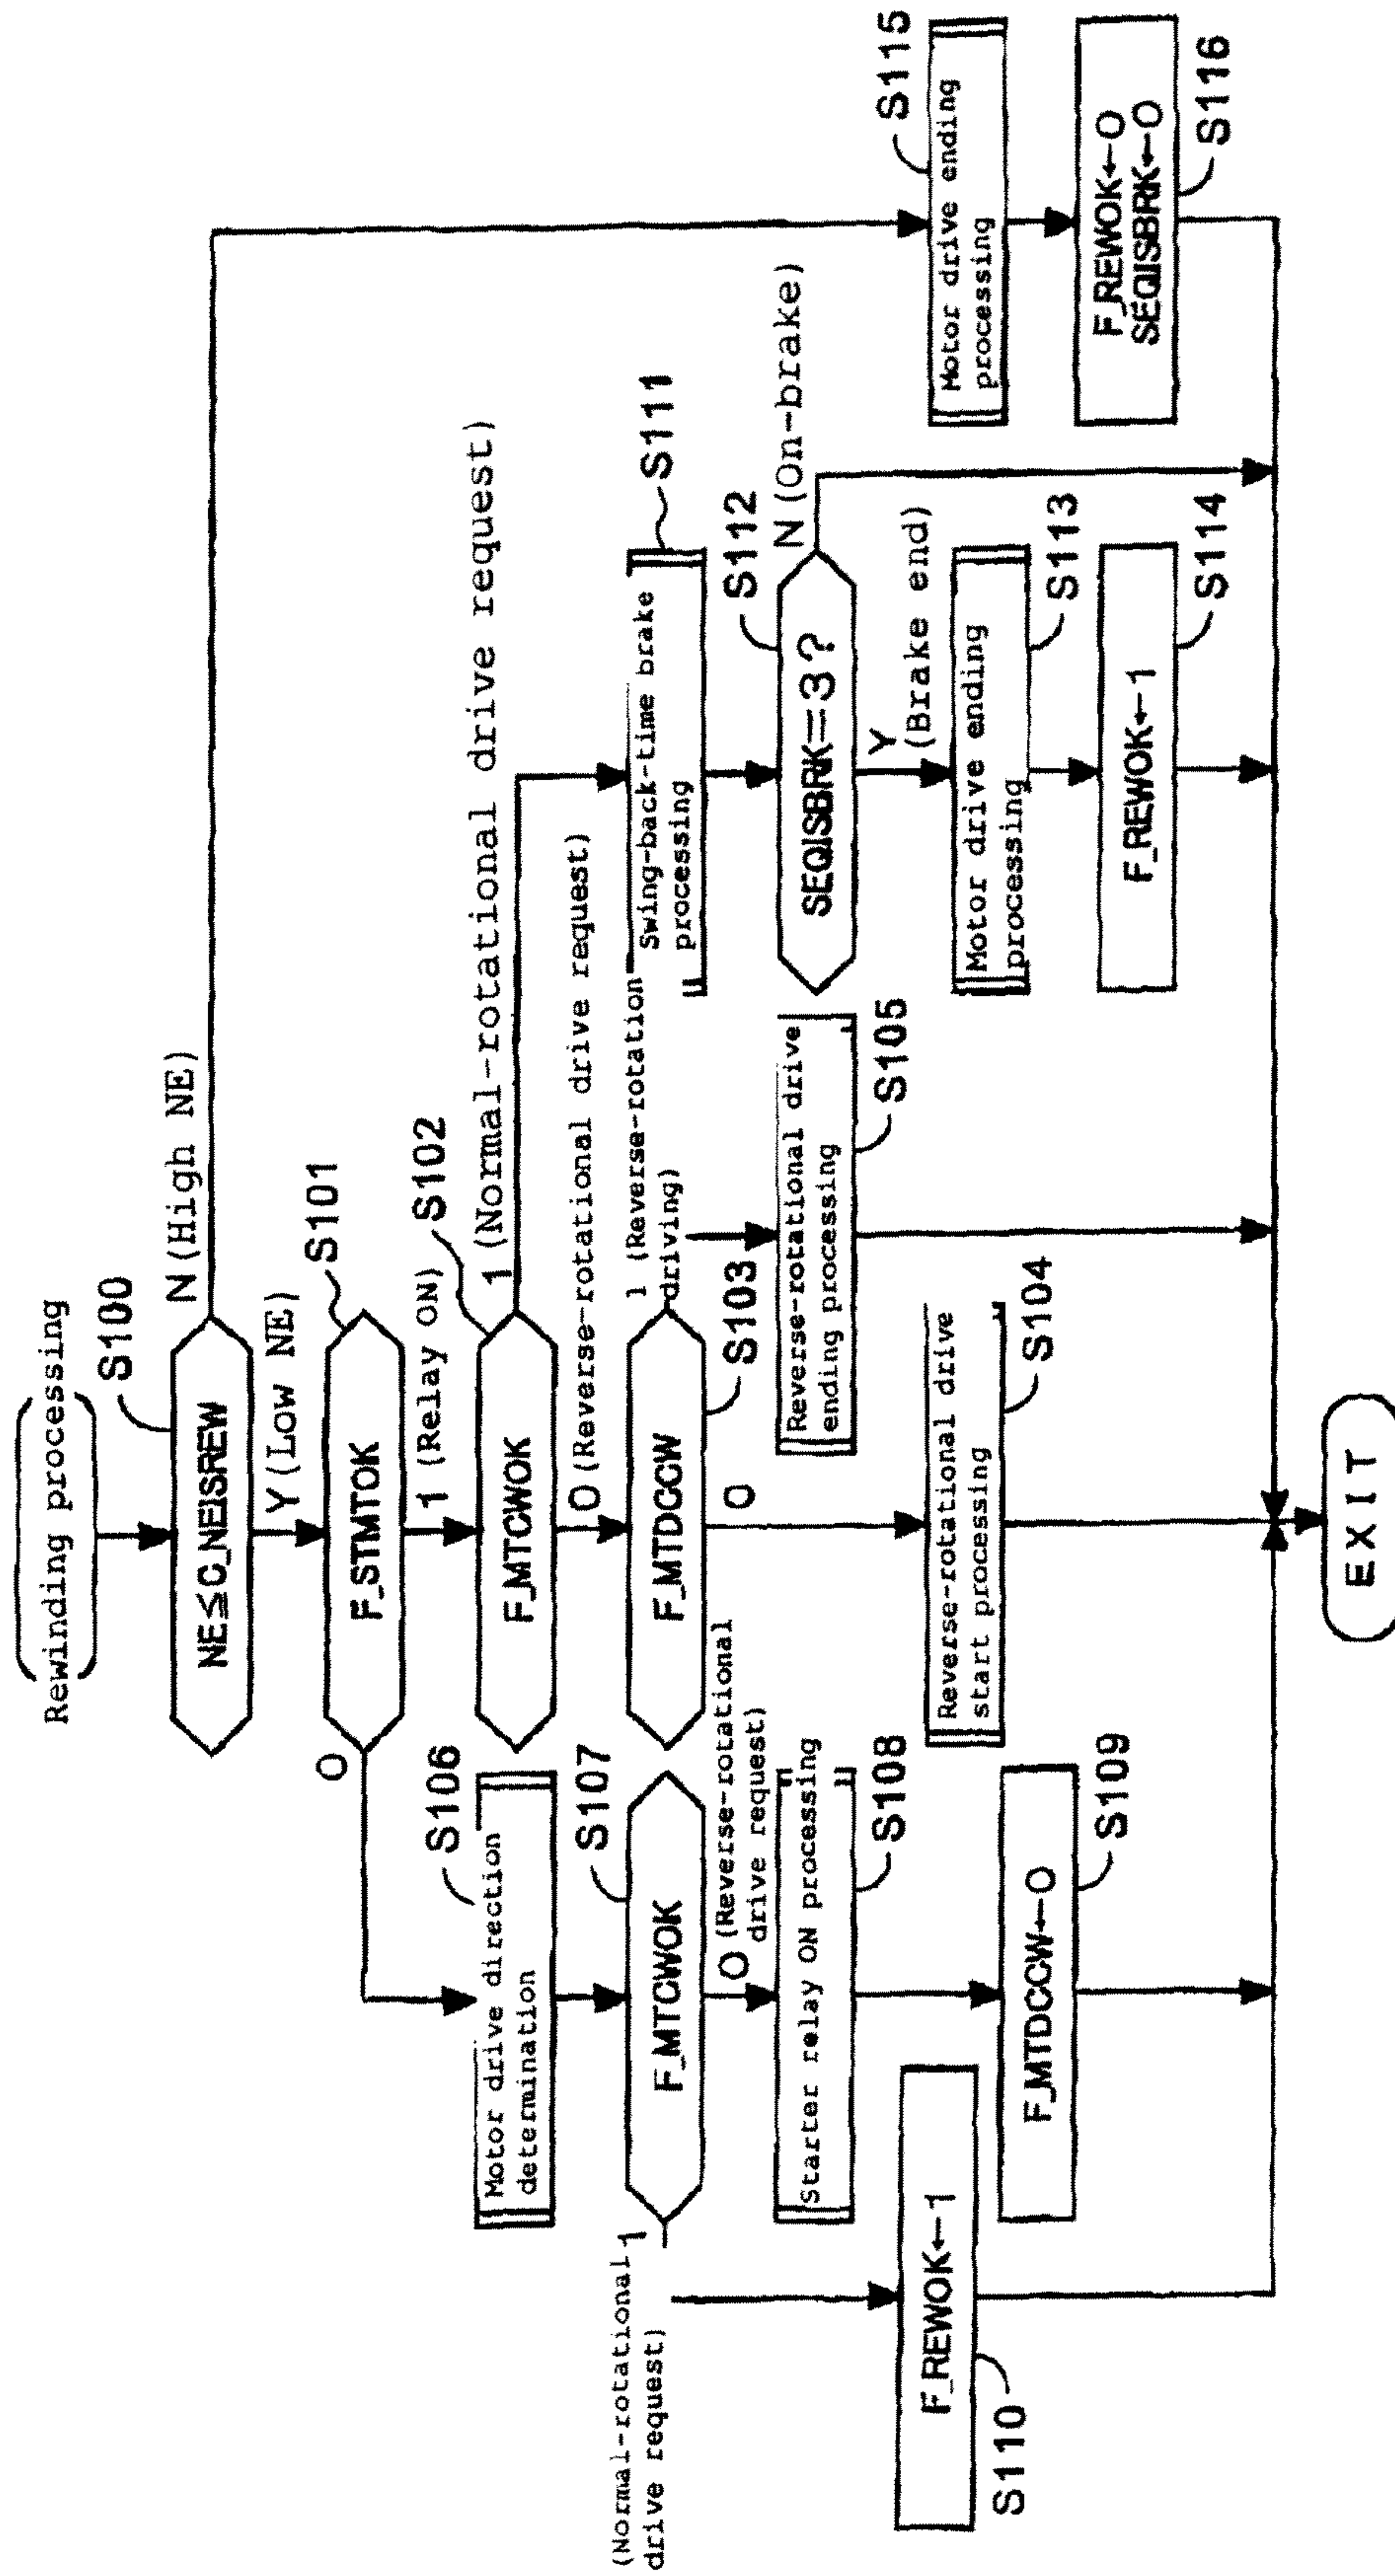 Rewinding processing
S100
NE≦C_NEISREW
N (High NE)
Y (Low NE)
S101
F_STMTOK
0
1 (Relay ON)
S102
F_MTCWOK
1 (Normal-rotational drive request)
0 (Reverse-rotational drive request)
S103
F_MTDCCW
1 (Reverse-rotation
driving)
0
Reverse-rotational drive
start processing
S104
Reverse-rotational drive
ending processing
S105
S106
Motor drive direction
determination
S107
F_MTCWOK
1
(Normal-rotational
drive request)
0 (Reverse-rotational
drive request)
Starter relay ON processing
S108
F_MTDCCW←0
S109
F_REWOK←1
S110
Swing-back-time brake
processing
S111
S112
SEQISBRK=3?
N (On-brake)
Y
(Brake end)
Motor drive ending
processing
S113
F_REWOK←1
S114
S115
Motor drive ending
processing
F_REWOK←0
SEQISBRK←0
S116
EXIT